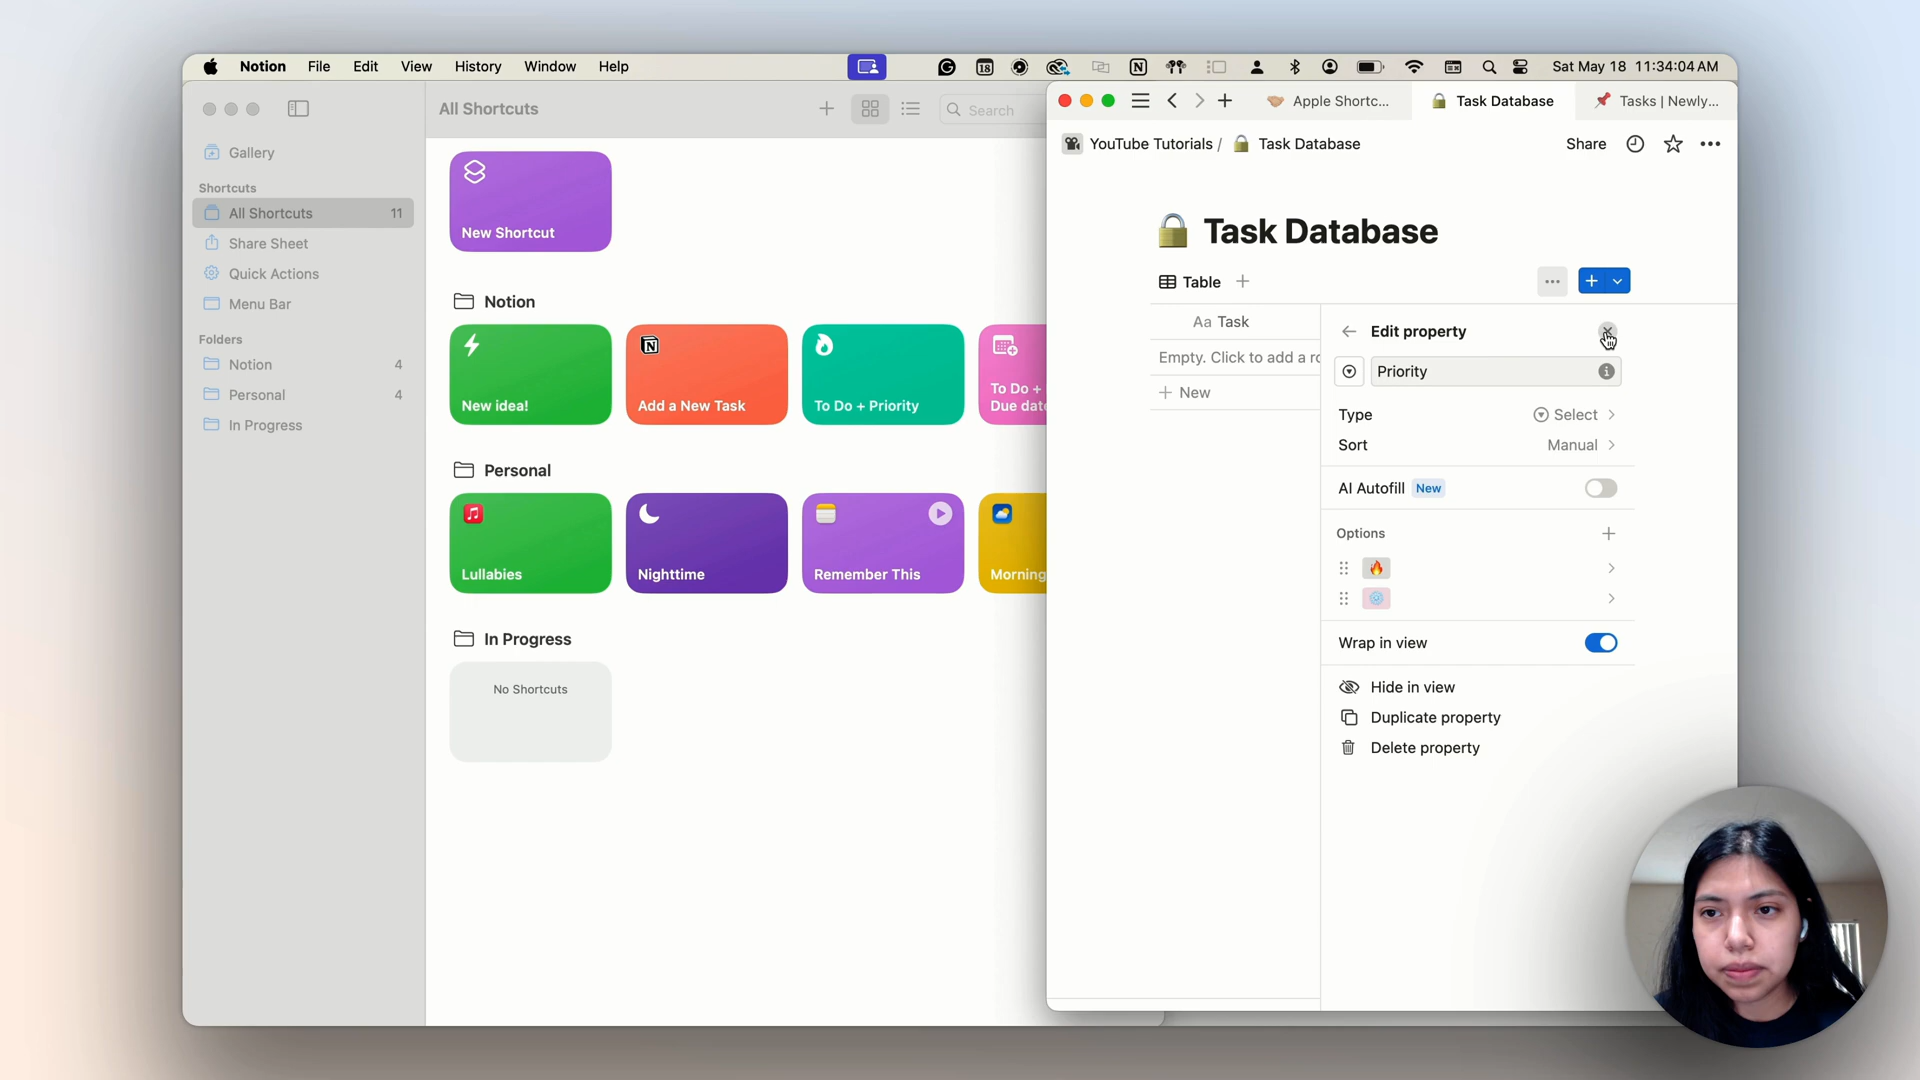 Notion File Edit View History Window Help
18
Sat May 18 11:34:04 AM
All Shortcuts
Search
Gallery
Shortcuts
All Shortcuts 11
Share Sheet
Quick Actions
Menu Bar
Folders
Notion 4
Personal 4
In Progress
New Shortcut
Notion
New idea!
Add a New Task
To Do + Priority
To Do +
Due date
Personal
Lullabies
Nighttime
Remember This
Morning
In Progress
No Shortcuts
Apple Shortc...
Task Database
Tasks | Newly...
YouTube Tutorials / Task Database
Share
Task Database
Table
Aa Task
Empty. Click to add a ro
New
Edit property
Priority
Type Select
Sort Manual
AI Autofill New
Options
Wrap in view
Hide in view
Duplicate property
Delete property